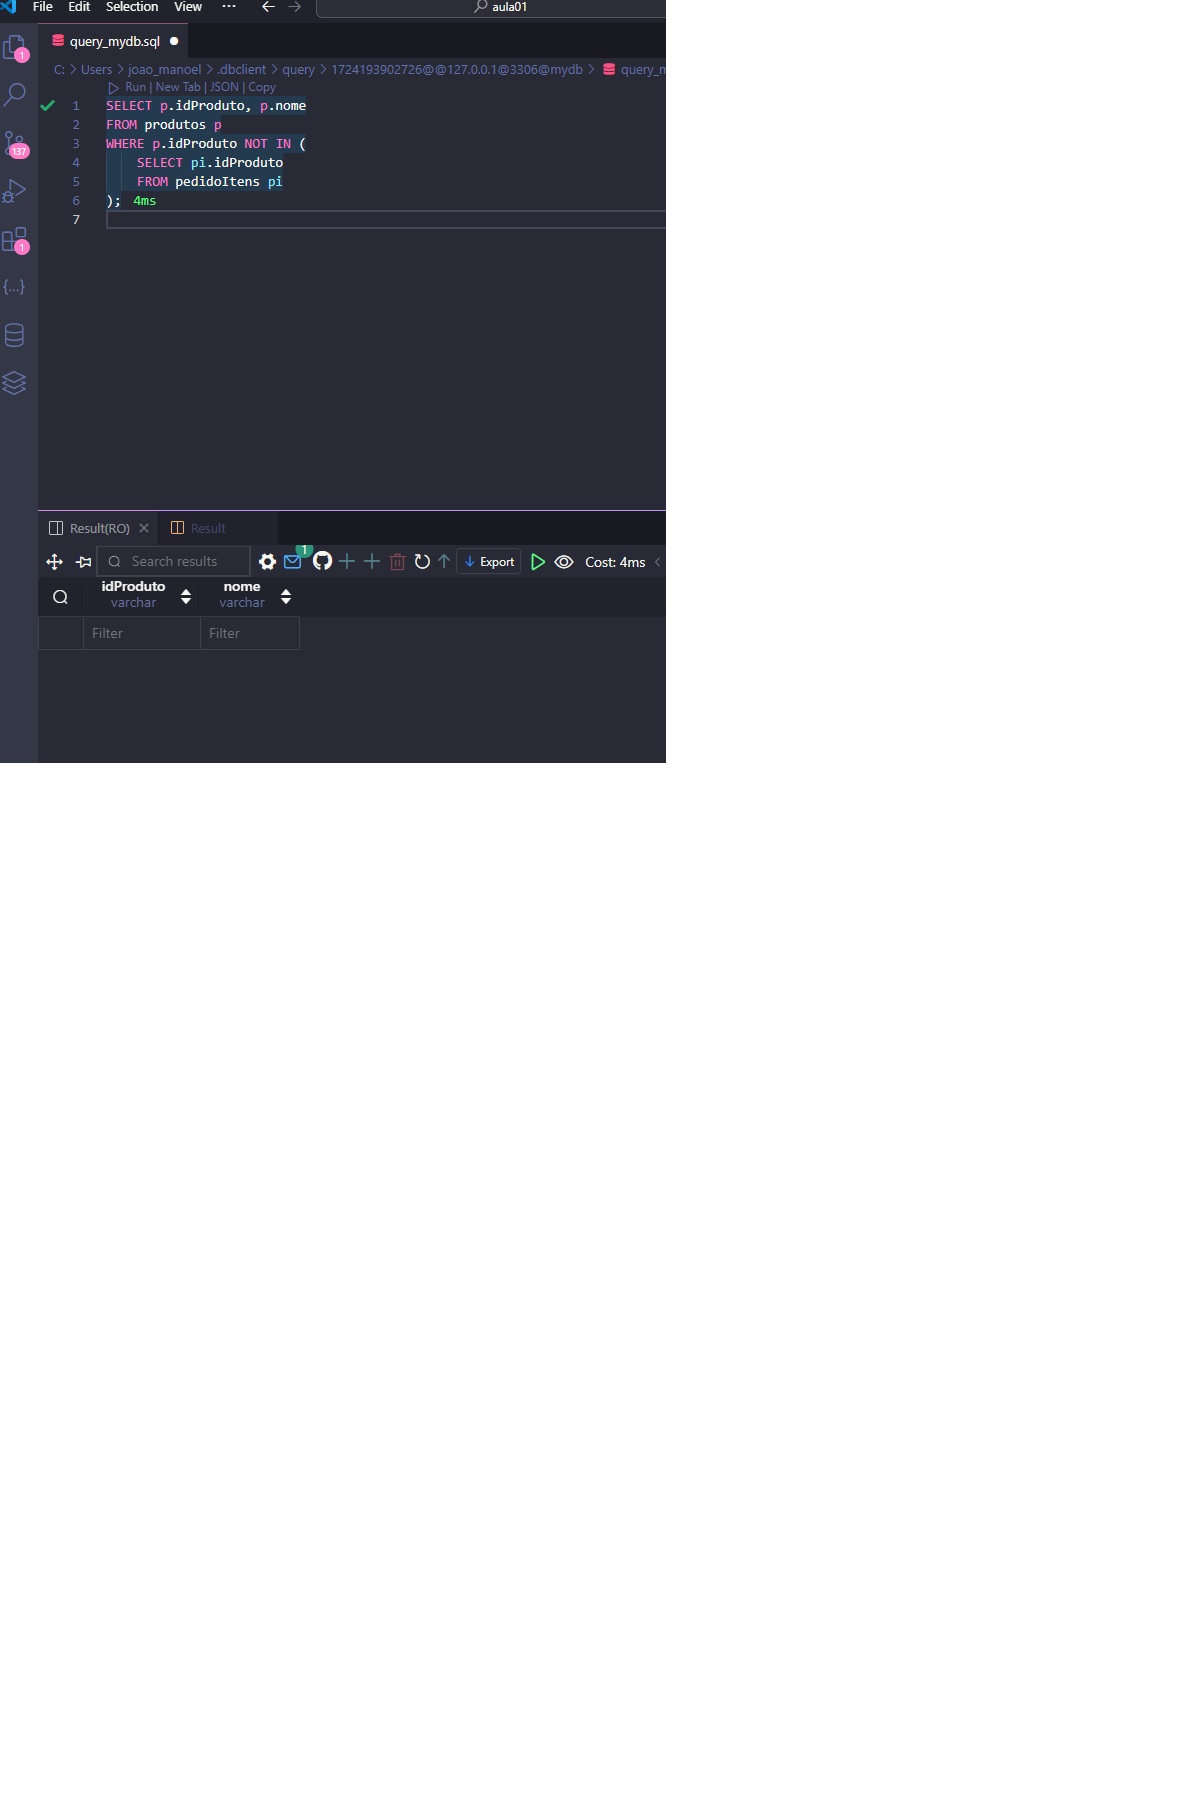 File Edit Selection View ··· aula01
query_mydb.sql
1
C: > Users > joao_manoel > .dbclient > query > 1724193902726@@127.0.0.1@3306@mydb >
Run | New Tab | JSON | Copy
1 SELECT p.idProduto, p.nome
2 FROM produtos p
3 WHERE p.idProduto NOT IN (
137
4 SELECT pi.idProduto
5 FROM pedidoItens pi
6 ); 4ms
7
1
{...}
Result(RO) Result
Search results 1 Export Cost: 4ms
idProduto nome
varchar varchar
Filter Filter